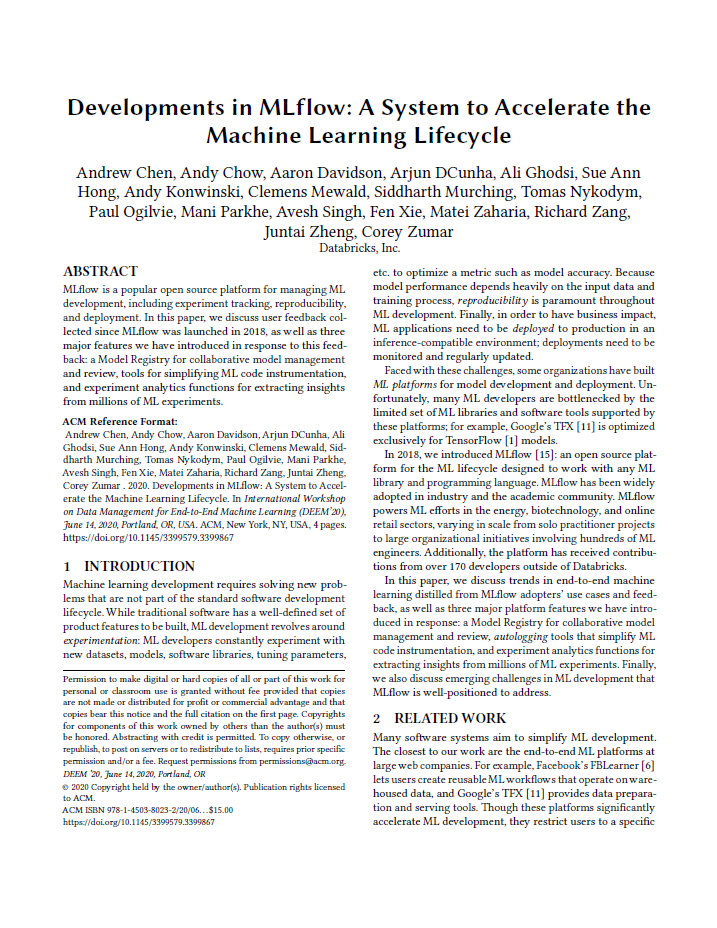 Developments in MLflow: A System to Accelerate the
Machine Learning Lifecycle
Andrew Chen, Andy Chow, Aaron Davidson, Arjun DCunha, Ali Ghodsi, Sue Ann
Hong, Andy Konwinski, Clemens Mewald, Siddharth Murching, Tomas Nykodym,
Paul Ogilvie, Mani Parkhe, Avesh Singh, Fen Xie, Matei Zaharia, Richard Zang,
Juntai Zheng, Corey Zumar
Databricks, Inc.
ABSTRACT
MLflow is a popular open source platform for managing ML
development, including experiment tracking, reproducibility,
and deployment. In this paper, we discuss user feedback col-
lected since MLflow was launched in 2018, as well as three
major features we have introduced in response to this feed-
back: a Model Registry for collaborative model management
and review, tools for simplifying ML code instrumentation,
and experiment analytics functions for extracting insights
from millions of ML experiments.
ACM Reference Format:
Andrew Chen, Andy Chow, Aaron Davidson, Arjun DCunha, Ali
Ghodsi, Sue Ann Hong, Andy Konwinski, Clemens Mewald, Sid-
dharth Murching, Tomas Nykodym, Paul Ogilvie, Mani Parkhe,
Avesh Singh, Fen Xie, Matei Zaharia, Richard Zang, Juntai Zheng,
Corey Zumar . 2020. Developments in MLflow: A System to Accel-
erate the Machine Learning Lifecycle. In International Workshop
on Data Management for End-to-End Machine Learning (DEEM'20),
June 14, 2020, Portland, OR, USA. ACM, New York, NY, USA, 4 pages.
https://doi.org/10.1145/3399579.3399867
1 INTRODUCTION
Machine learning development requires solving new prob-
lems that are not part of the standard software development
lifecycle. While traditional software has a well-defined set of
product features to be built, ML development revolves around
experimentation: ML developers constantly experiment with
new datasets, models, software libraries, tuning parameters,
Permission to make digital or hard copies of all or part of this work for
personal or classroom use is granted without fee provided that copies
are not made or distributed for profit or commercial advantage and that
copies bear this notice and the full citation on the first page. Copyrights
for components of this work owned by others than the author(s) must
be honored. Abstracting with credit is permitted. To copy otherwise, or
republish, to post on servers or to redistribute to lists, requires prior specific
permission and/or a fee. Request permissions from permissions@acm.org.
DEEM '20, June 14, 2020, Portland, OR
© 2020 Copyright held by the owner/author(s). Publication rights licensed
to ACM.
ACM ISBN 978-1-4503-8023-2/20/06...$15.00
https://doi.org/10.1145/3399579.3399867
etc. to optimize a metric such as model accuracy. Because
model performance depends heavily on the input data and
training process, reproducibility is paramount throughout
ML development. Finally, in order to have business impact,
ML applications need to be deployed to production in an
inference-compatible environment; deployments need to be
monitored and regularly updated.
Faced with these challenges, some organizations have built
ML platforms for model development and deployment. Un-
fortunately, many ML developers are bottlenecked by the
limited set of ML libraries and software tools supported by
these platforms; for example, Google's TFX [11] is optimized
exclusively for TensorFlow [1] models.
In 2018, we introduced MLflow [15]: an open source plat-
form for the ML lifecycle designed to work with any ML
library and programming language. MLflow has been widely
adopted in industry and the academic community. MLflow
powers ML efforts in the energy, biotechnology, and online
retail sectors, varying in scale from solo practitioner projects
to large organizational initiatives involving hundreds of ML
engineers. Additionally, the platform has received contribu-
tions from over 170 developers outside of Databricks.
In this paper, we discuss trends in end-to-end machine
learning distilled from MLflow adopters' use cases and feed-
back, as well as three major platform features we have intro-
duced in response: a Model Registry for collaborative model
management and review, autologging tools that simplify ML
code instrumentation, and experiment analytics functions for
extracting insights from millions of ML experiments. Finally,
we also discuss emerging challenges in ML development that
MLflow is well-positioned to address.
2 RELATED WORK
Many software systems aim to simplify ML development.
The closest to our work are the end-to-end ML platforms at
large web companies. For example, Facebook's FBLearner [6]
lets users create reusable ML workflows that operate on ware-
housed data, and Google's TFX [11] provides data prepara-
tion and serving tools. Though these platforms significantly
accelerate ML development, they restrict users to a specific